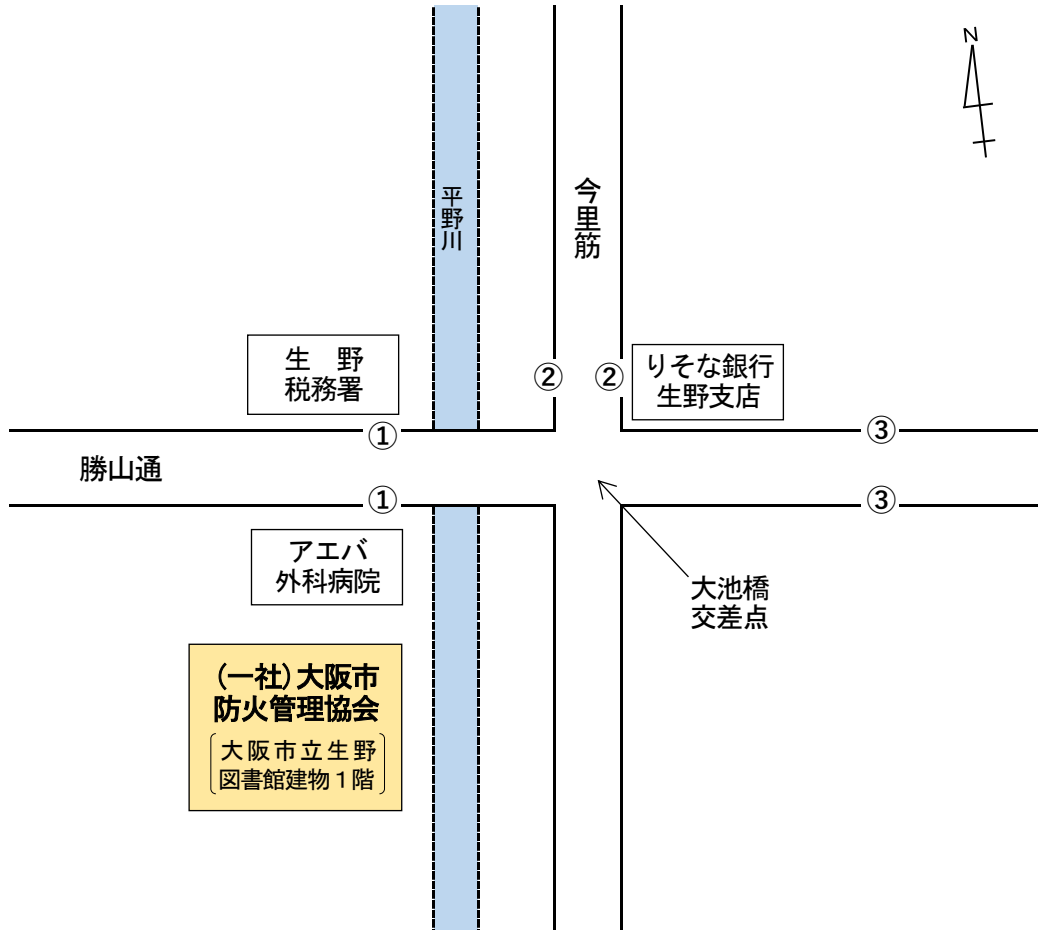 N
平野川
今里筋
生　野
税務署
②
②
りそな銀行
生野支店
①
③
勝山通
①
③
アエバ
外科病院
大池橋
交差点
(一社)大阪市
防火管理協会
大阪市立生野
図書館建物１階